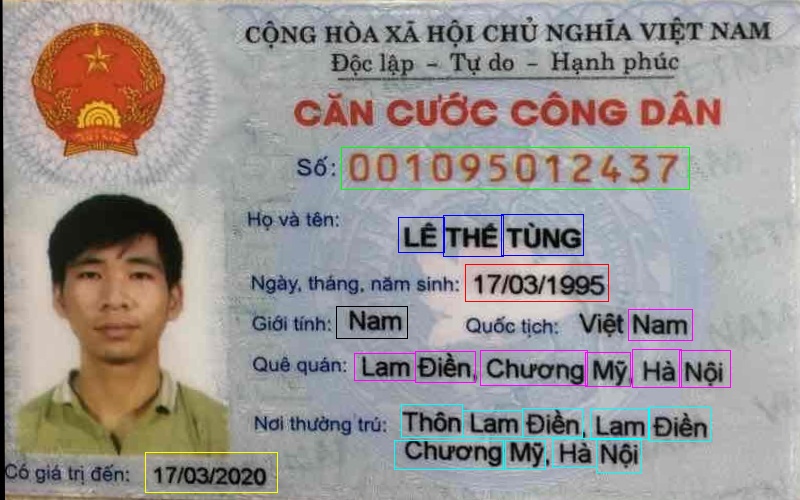 CỘNG HÒA XÃ HỘI CHỦ NGHĨA VIỆT NAM
Độc lập - Tự do - Hạnh phúc
CĂN CƯỚC CÔNG DÂN
Số: 001095012437
Họ và tên: LÊ THẾ TÙNG
Ngày, tháng, năm sinh: 17/03/1995
Giới tính: Nam Quốc tịch: Việt Nam
Quê quán: Lam Điền, Chương Mỹ, Hà Nội
Nơi thường trú: Thôn Lam Điền, Lam Điền
Chương Mỹ, Hà Nội
Có giá trị đến: 17/03/2020